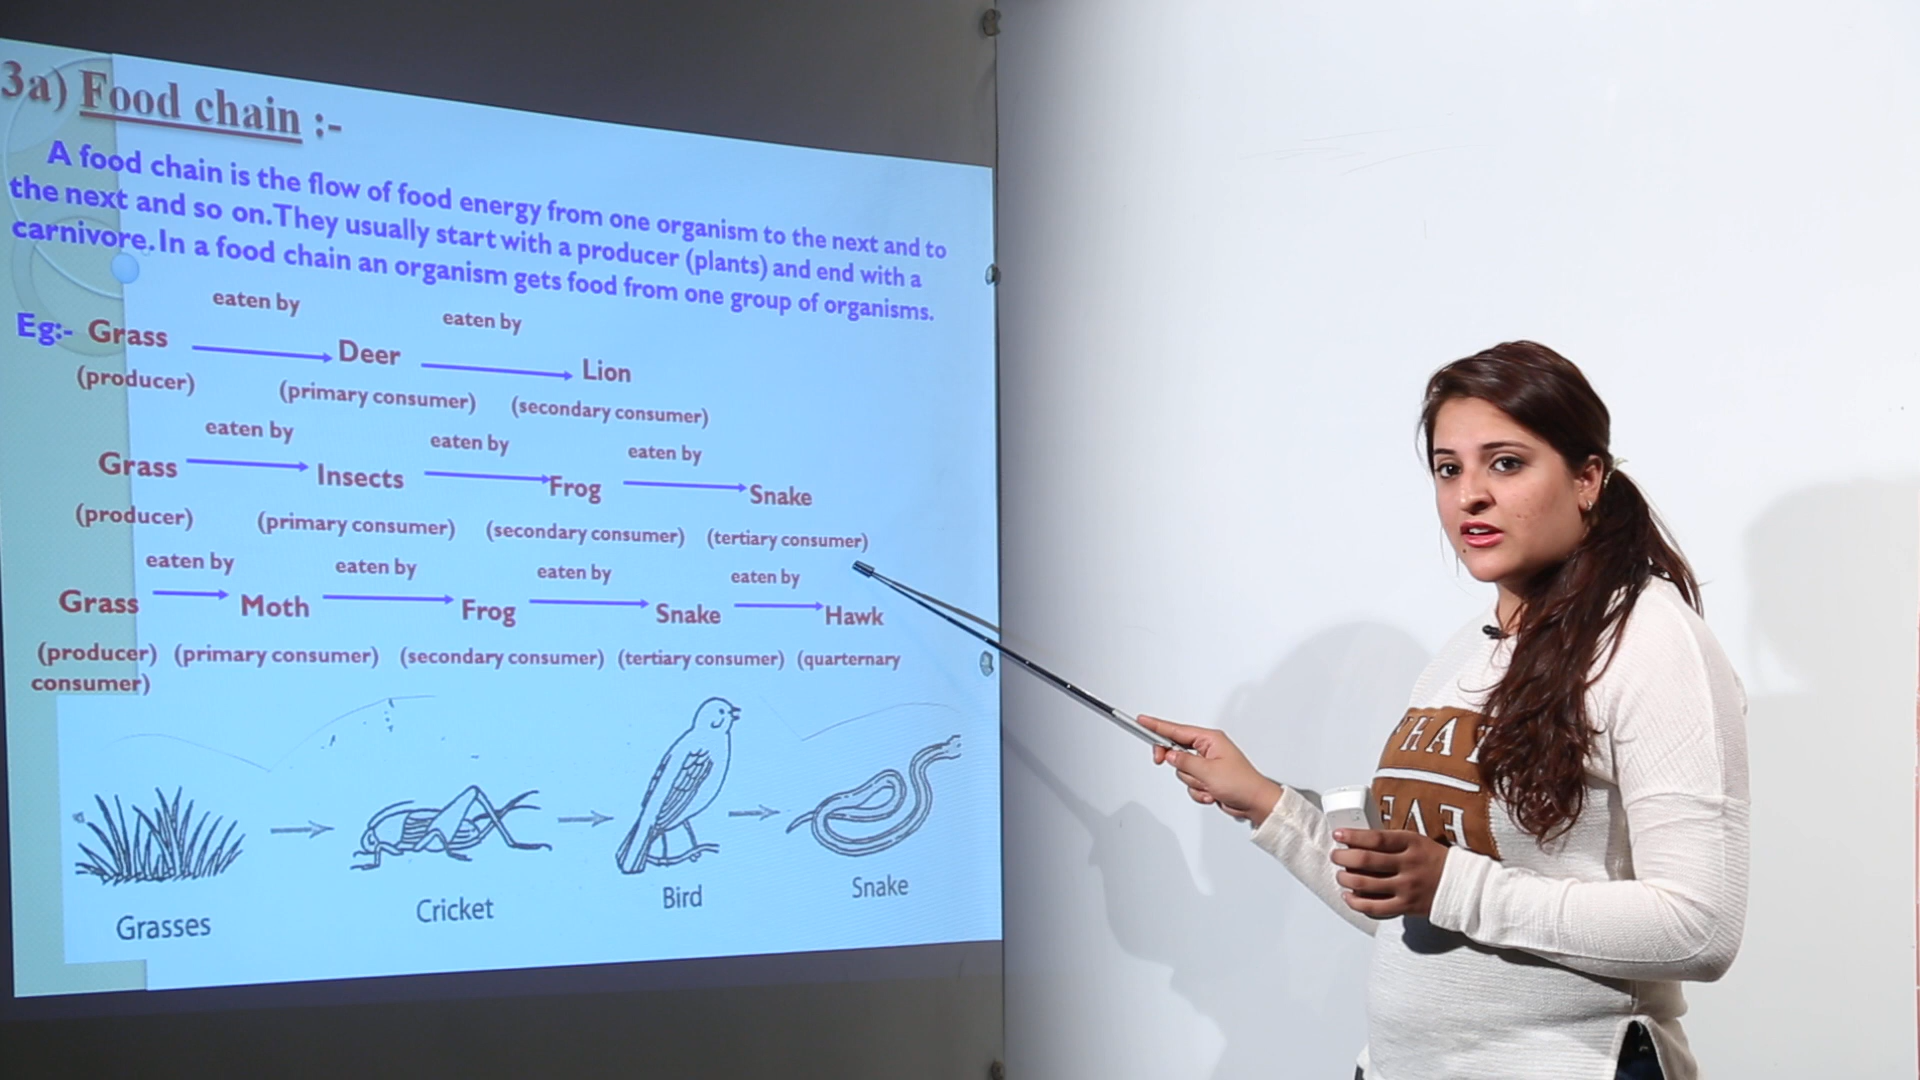 3a) Food chain :-
A food chain is the flow of food energy from one organism to the next and to
the next and so on. They usually start with a producer (plants) and end with a
carnivore. In a food chain an organism gets food from one group of organisms.
eaten by eaten by
Eg:- Grass Deer Lion
(producer) (primary consumer) (secondary consumer)
eaten by eaten by eaten by
Grass Insects Frog Snake
(producer) (primary consumer) (secondary consumer) (tertiary consumer)
eaten by eaten by eaten by eaten by
Grass Moth Frog Snake Hawk
(producer) (primary consumer) (secondary consumer) (tertiary consumer) (quarternary
consumer)
Grasses Cricket Bird Snake